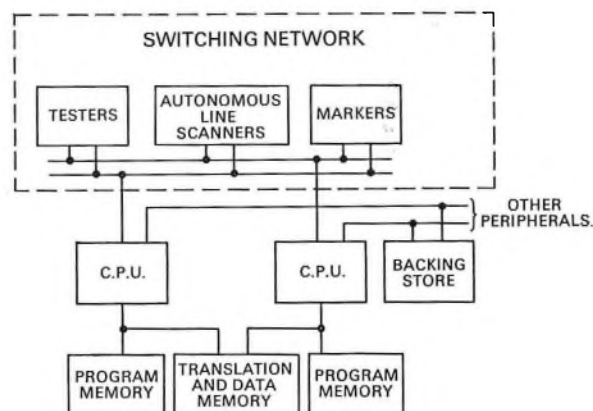 SWITCHING NETWORK
TESTERS
AUTONOMOUS
LINE
SCANNERS
MARKERS
OTHER
PERIPHERALS.
C.P.U.
C.P.U.
BACKING
STORE
PROGRAM
MEMORY
TRANSLATION
AND DATA
MEMORY
PROGRAM
MEMORY